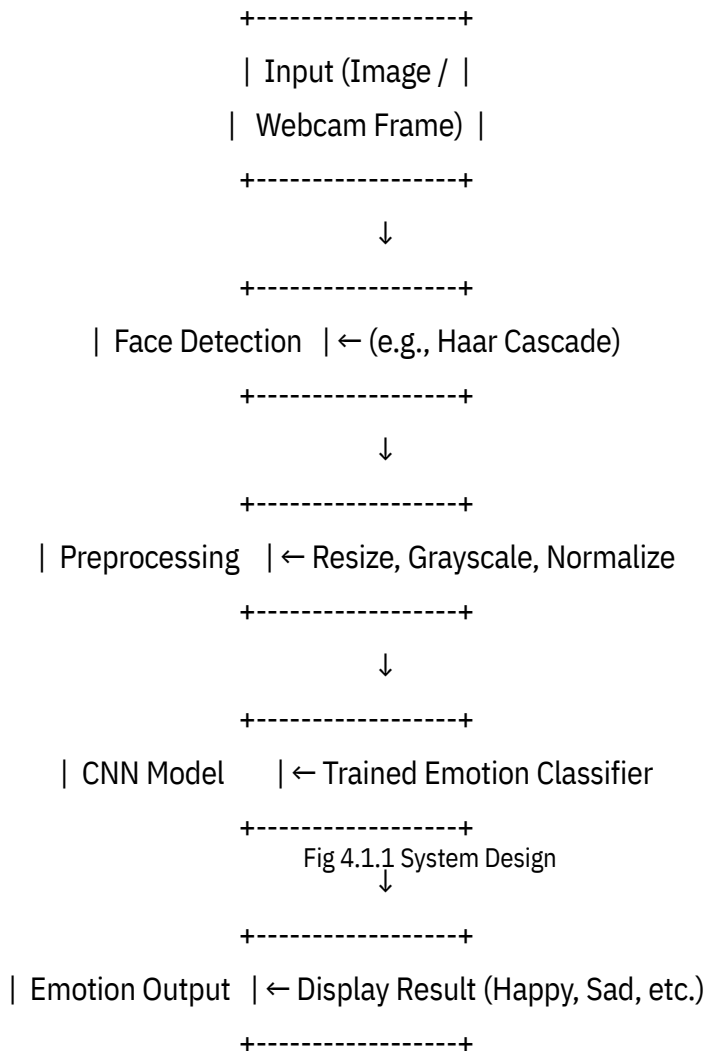 +------------------+
| Input (Image / |
| Webcam Frame) |
+------------------+
↓
+------------------+
| Face Detection | ← (e.g., Haar Cascade)
+------------------+
↓
+------------------+
| Preprocessing | ← Resize, Grayscale, Normalize
+------------------+
↓
+------------------+
| CNN Model | ← Trained Emotion Classifier
+------------------+
Fig 4.1.1 System Design
↓
+------------------+
| Emotion Output | ← Display Result (Happy, Sad, etc.)
+------------------+